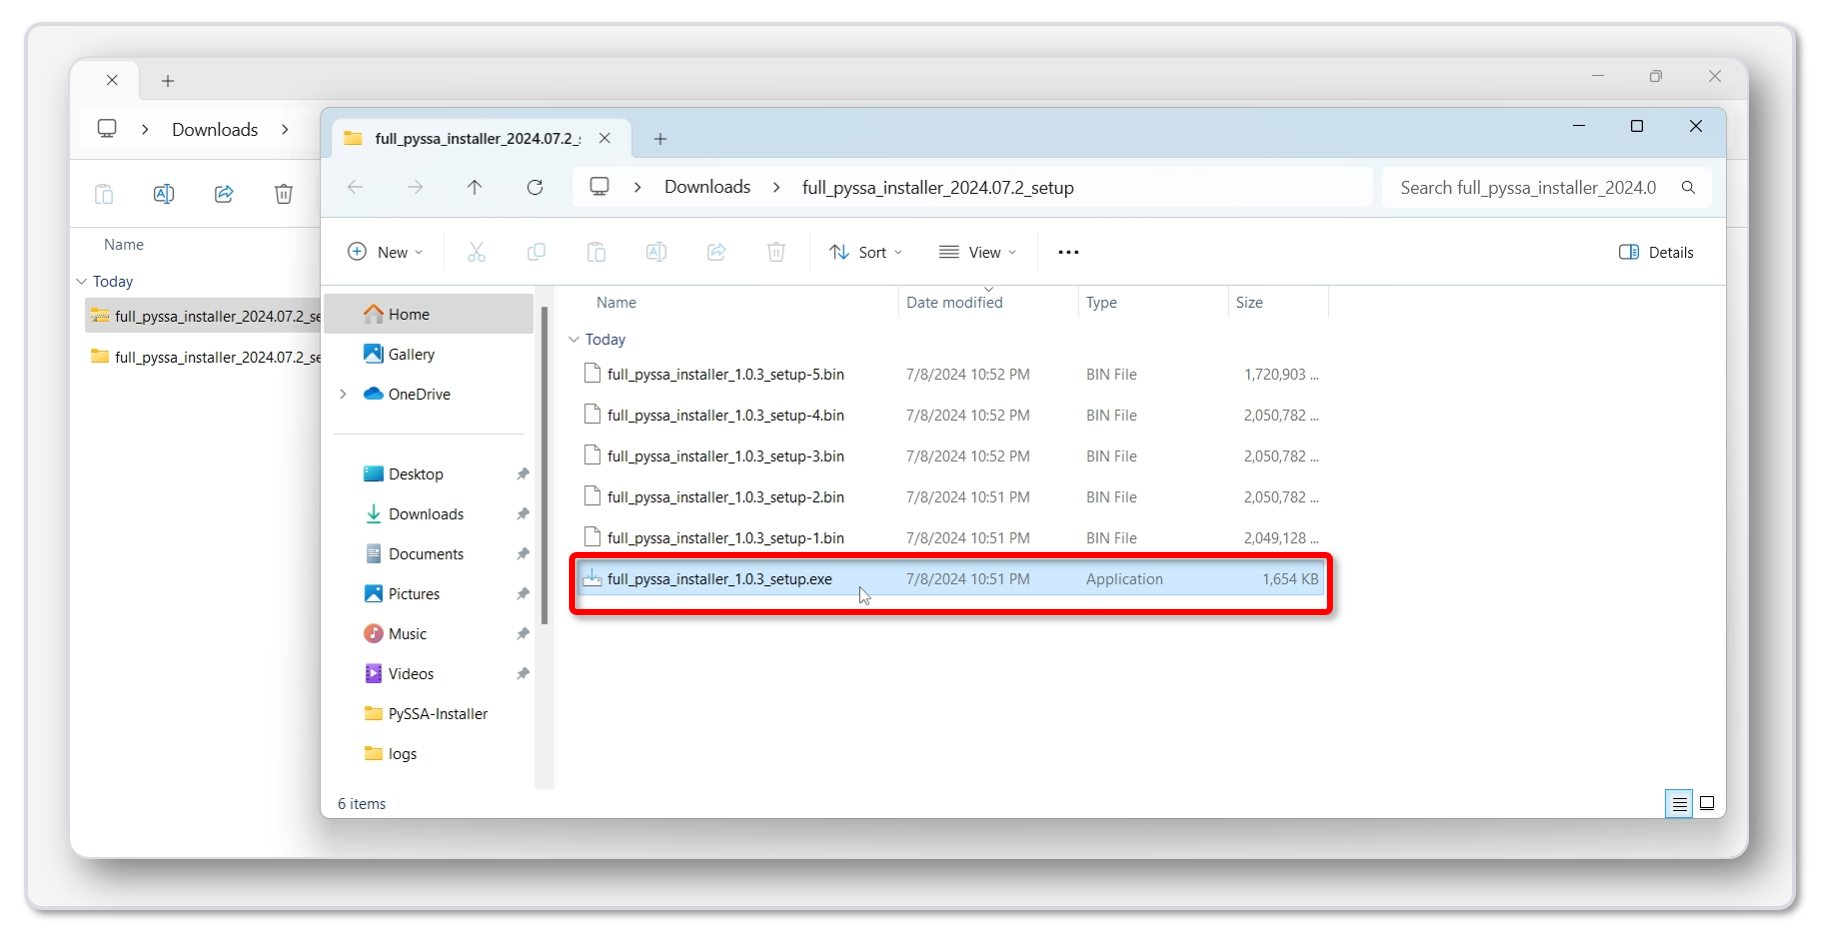 Downloads
full_pyssa_installer_2024.07.2_
Downloads
full_pyssa_installer_2024.07.2_setup
Search full_pyssa_installer_2024.0
New
Sort
View
Details
Name
Today
full_pyssa_installer_2024.07.2_se
full_pyssa_installer_2024.07.2_se
Home
Gallery
OneDrive
Desktop
Downloads
Documents
Pictures
Music
Videos
PySSA-Installer
logs
Name Date modified Type Size
Today
full_pyssa_installer_1.0.3_setup-5.bin 7/8/2024 10:52 PM BIN File 1,720,903 ...
full_pyssa_installer_1.0.3_setup-4.bin 7/8/2024 10:52 PM BIN File 2,050,782 ...
full_pyssa_installer_1.0.3_setup-3.bin 7/8/2024 10:52 PM BIN File 2,050,782 ...
full_pyssa_installer_1.0.3_setup-2.bin 7/8/2024 10:51 PM BIN File 2,050,782 ...
full_pyssa_installer_1.0.3_setup-1.bin 7/8/2024 10:51 PM BIN File 2,049,128 ...
full_pyssa_installer_1.0.3_setup.exe 7/8/2024 10:51 PM Application 1,654 KB
6 items